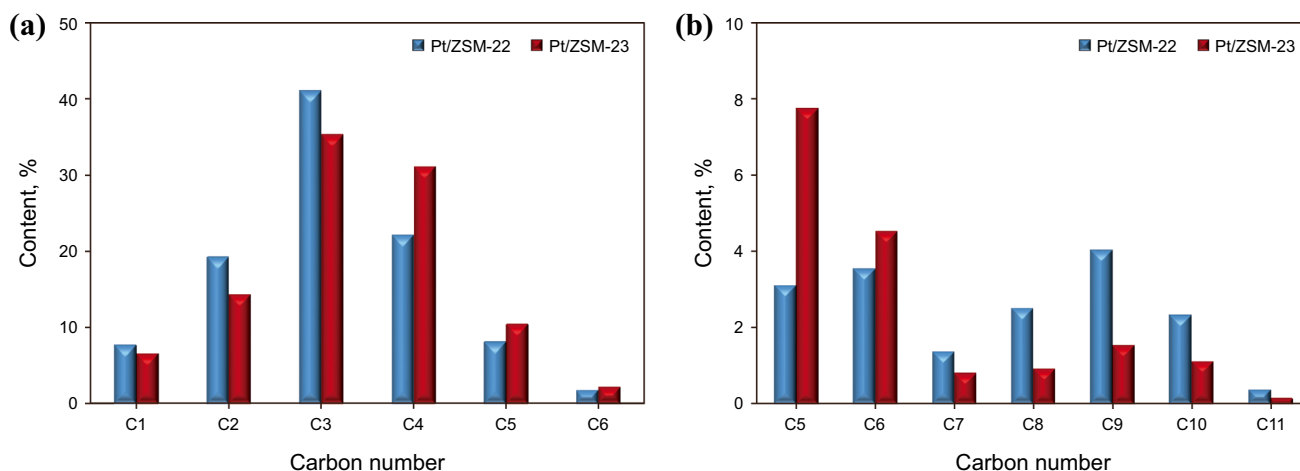 (a)
Pt/ZSM-22 Pt/ZSM-23
Content, %
50
40
30
20
10
0
C1 C2 C3 C4 C5 C6
Carbon number
(b)
Pt/ZSM-22 Pt/ZSM-23
Content, %
10
8
6
4
2
0
C5 C6 C7 C8 C9 C10 C11
Carbon number